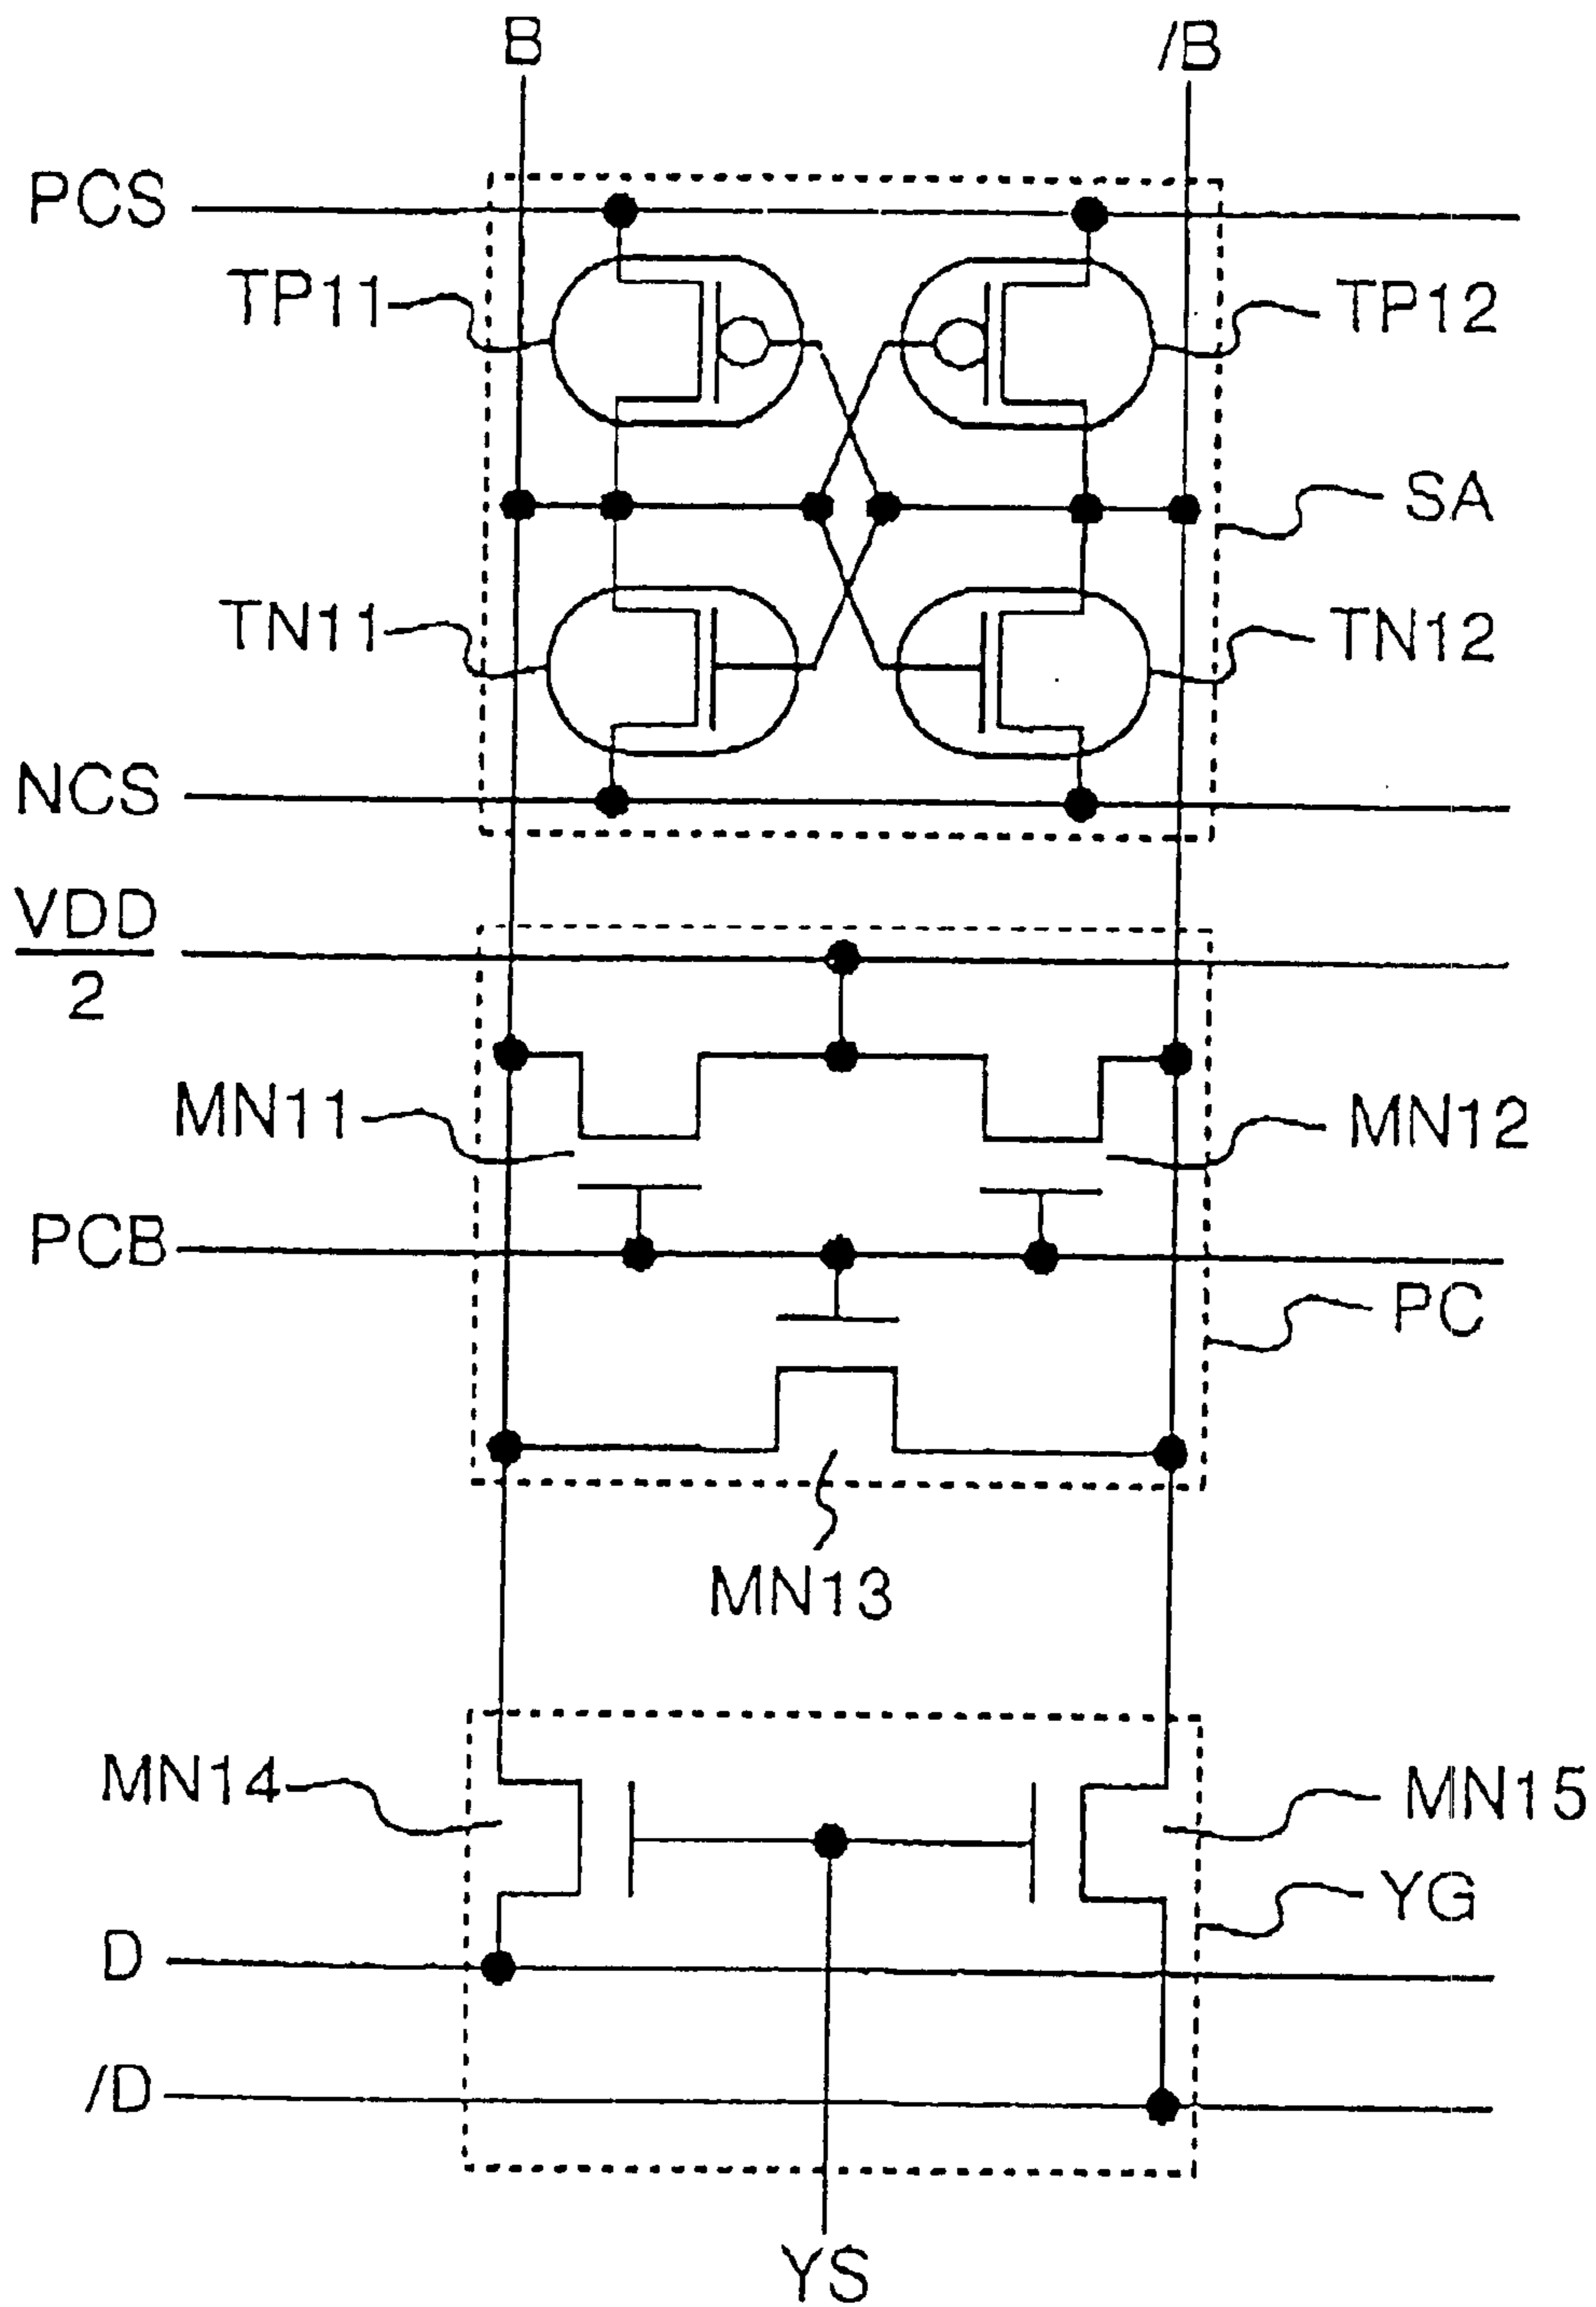 B
/B
PCS
TP11
TP12
SA
TN11
TN12
NCS
VDD
2
MN11
MN12
PCB
PC
MN13
MN14
MN15
YG
D
/D
YS